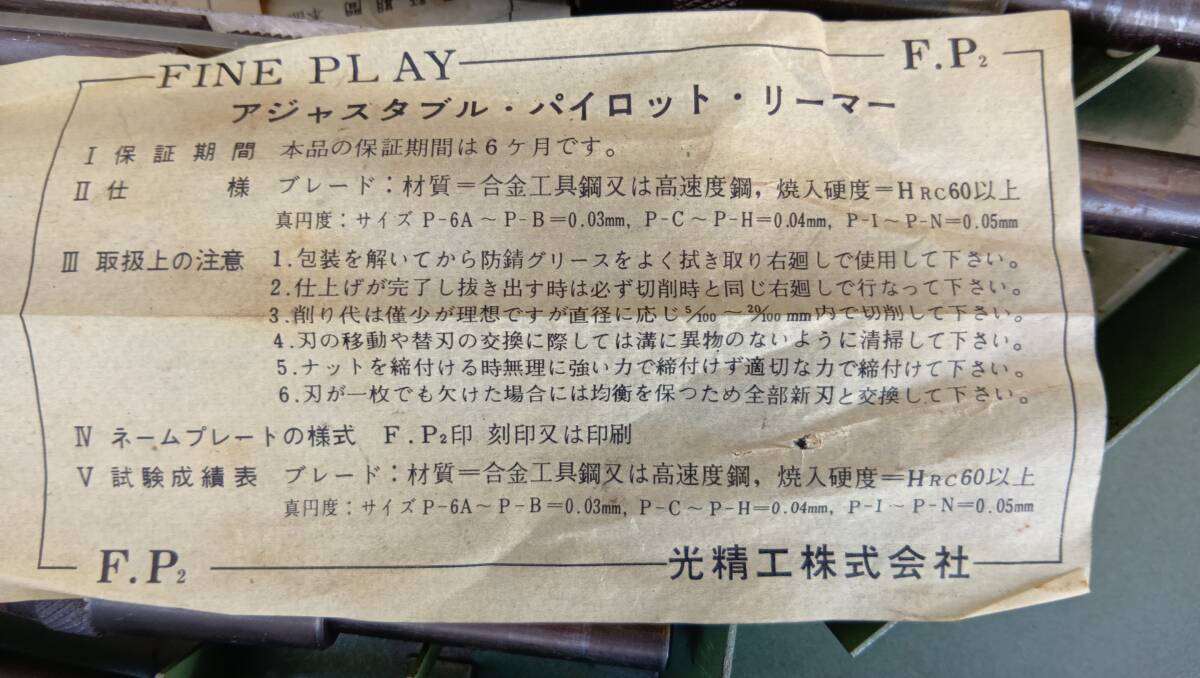 FINE PLAY F.P₂
アジャスタブル・パイロット・リーマー
Ⅰ 保証期間 本品の保証期間は6ヶ月です。
Ⅱ 仕様 ブレード：材質＝合金工具鋼又は高速度鋼，焼入硬度＝HRC60以上
真円度：サイズ P-6A～P-B＝0.03mm, P-C～P-H＝0.04mm, P-I～P-N＝0.05mm
Ⅲ 取扱上の注意 1.包装を解いてから防錆グリースをよく拭き取り右廻しで使用して下さい。
2.仕上げが完了し抜き出す時は必ず切削時と同じ右廻しで行なって下さい。
3.削り代は僅少が理想ですが直径に応じ5/100～20/100mm内で切削して下さい。
4.刃の移動や替刃の交換に際しては溝に異物のないように清掃して下さい。
5.ナットを締付ける時無理に強い力で締付けず適切な力で締付けて下さい。
6.刃が一枚でも欠けた場合には均衡を保つため全部新刃と交換して下さい。
Ⅳ ネームプレートの様式 F.P₂印 刻印又は印刷
Ⅴ 試験成績表 ブレード：材質＝合金工具鋼又は高速度鋼，焼入硬度＝HRC60以上
真円度：サイズ P-6A～P-B＝0.03mm, P-C～P-H＝0.04mm, P-I～P-N＝0.05mm
F.P₂ 光精工株式会社